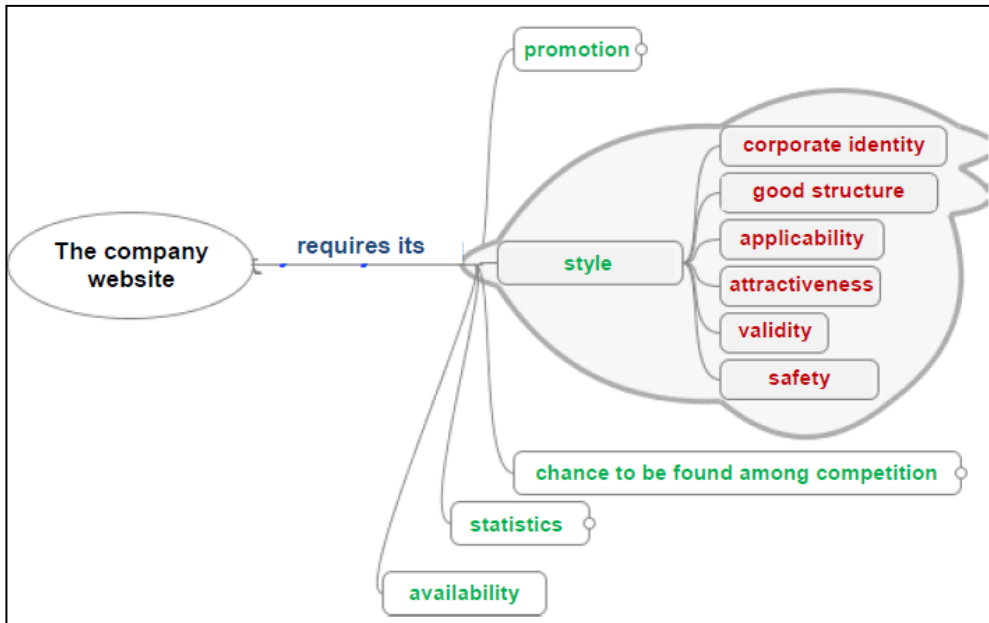 promotion
corporate identity
good structure
The company
website
requires its
style
applicability
attractiveness
validity
safety
chance to be found among competition
statistics
availability